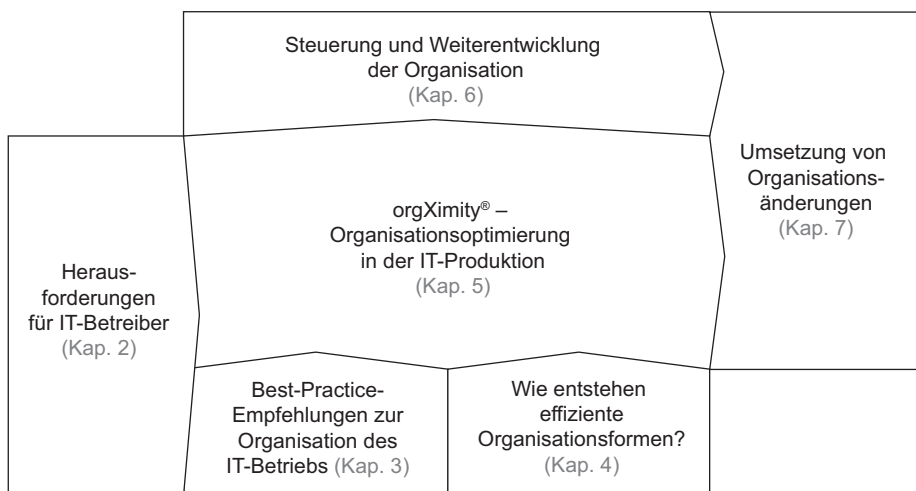 Steuerung und Weiterentwicklung
der Organisation
(Kap. 6)
Umsetzung von
Organisations-
änderungen
(Kap. 7)
orgXimity® –
Organisationsoptimierung
in der IT-Produktion
(Kap. 5)
Heraus-
forderungen
für IT-Betreiber
(Kap. 2)
Best-Practice-
Empfehlungen zur
Organisation des
IT-Betriebs (Kap. 3)
Wie entstehen
effiziente
Organisationsformen?
(Kap. 4)